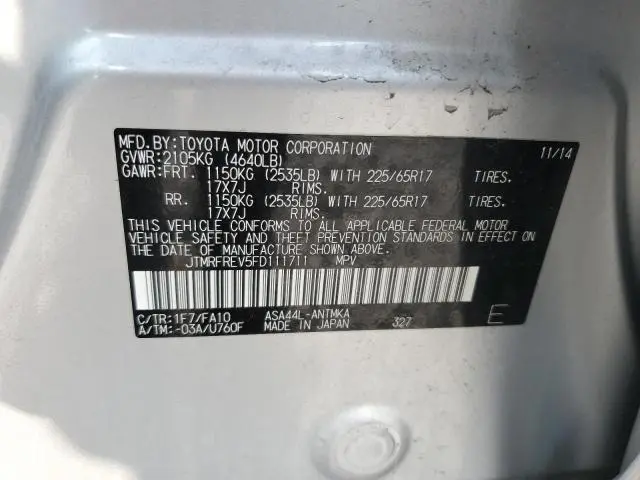 MFD.BY:TOYOTA MOTOR CORPORATION 11/14
GVWR:2105KG (4640LB)
GAWR:FRT. 1150KG (2535LB) WITH 225/65R17 TIRES.
17X7J RIMS.
RR. 1150KG (2535LB) WITH 225/65R17 TIRES.
17X7J RIMS.
THIS VEHICLE CONFORMS TO ALL APPLICABLE FEDERAL MOTOR
VEHICLE SAFETY AND THEFT PREVENTION STANDARDS IN EFFECT ON
THE DATE OF MANUFACTURE SHOWN ABOVE.
JTMRFREV5FD111711 MPV
C/TR:1F7/FA10 ASA44L-ANTMKA
A/TM:-03A/U760F MADE IN JAPAN 327 E